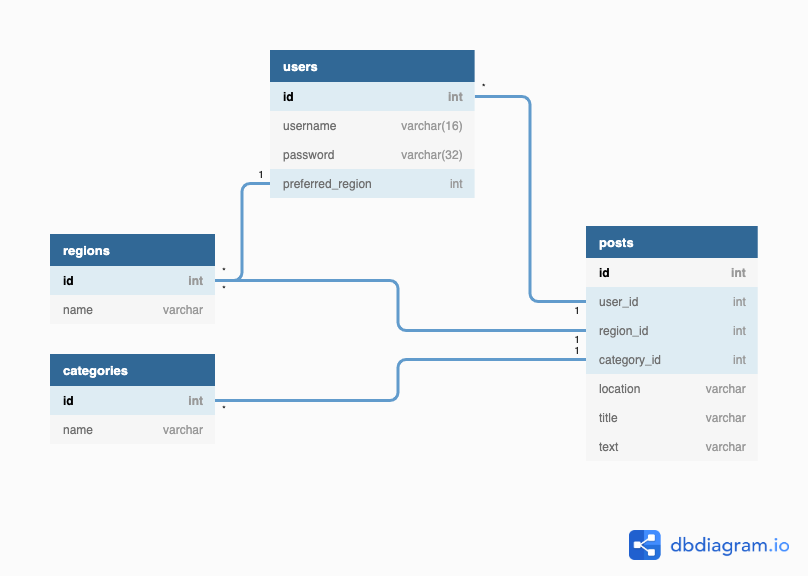 users
id int
username varchar(16)
password varchar(32)
preferred_region int
*
1
regions
id int
name varchar
*
*
categories
id int
name varchar
*
posts
id int
user_id int
region_id int
category_id int
location varchar
title varchar
text varchar
1
1
1
dbdiagram.io